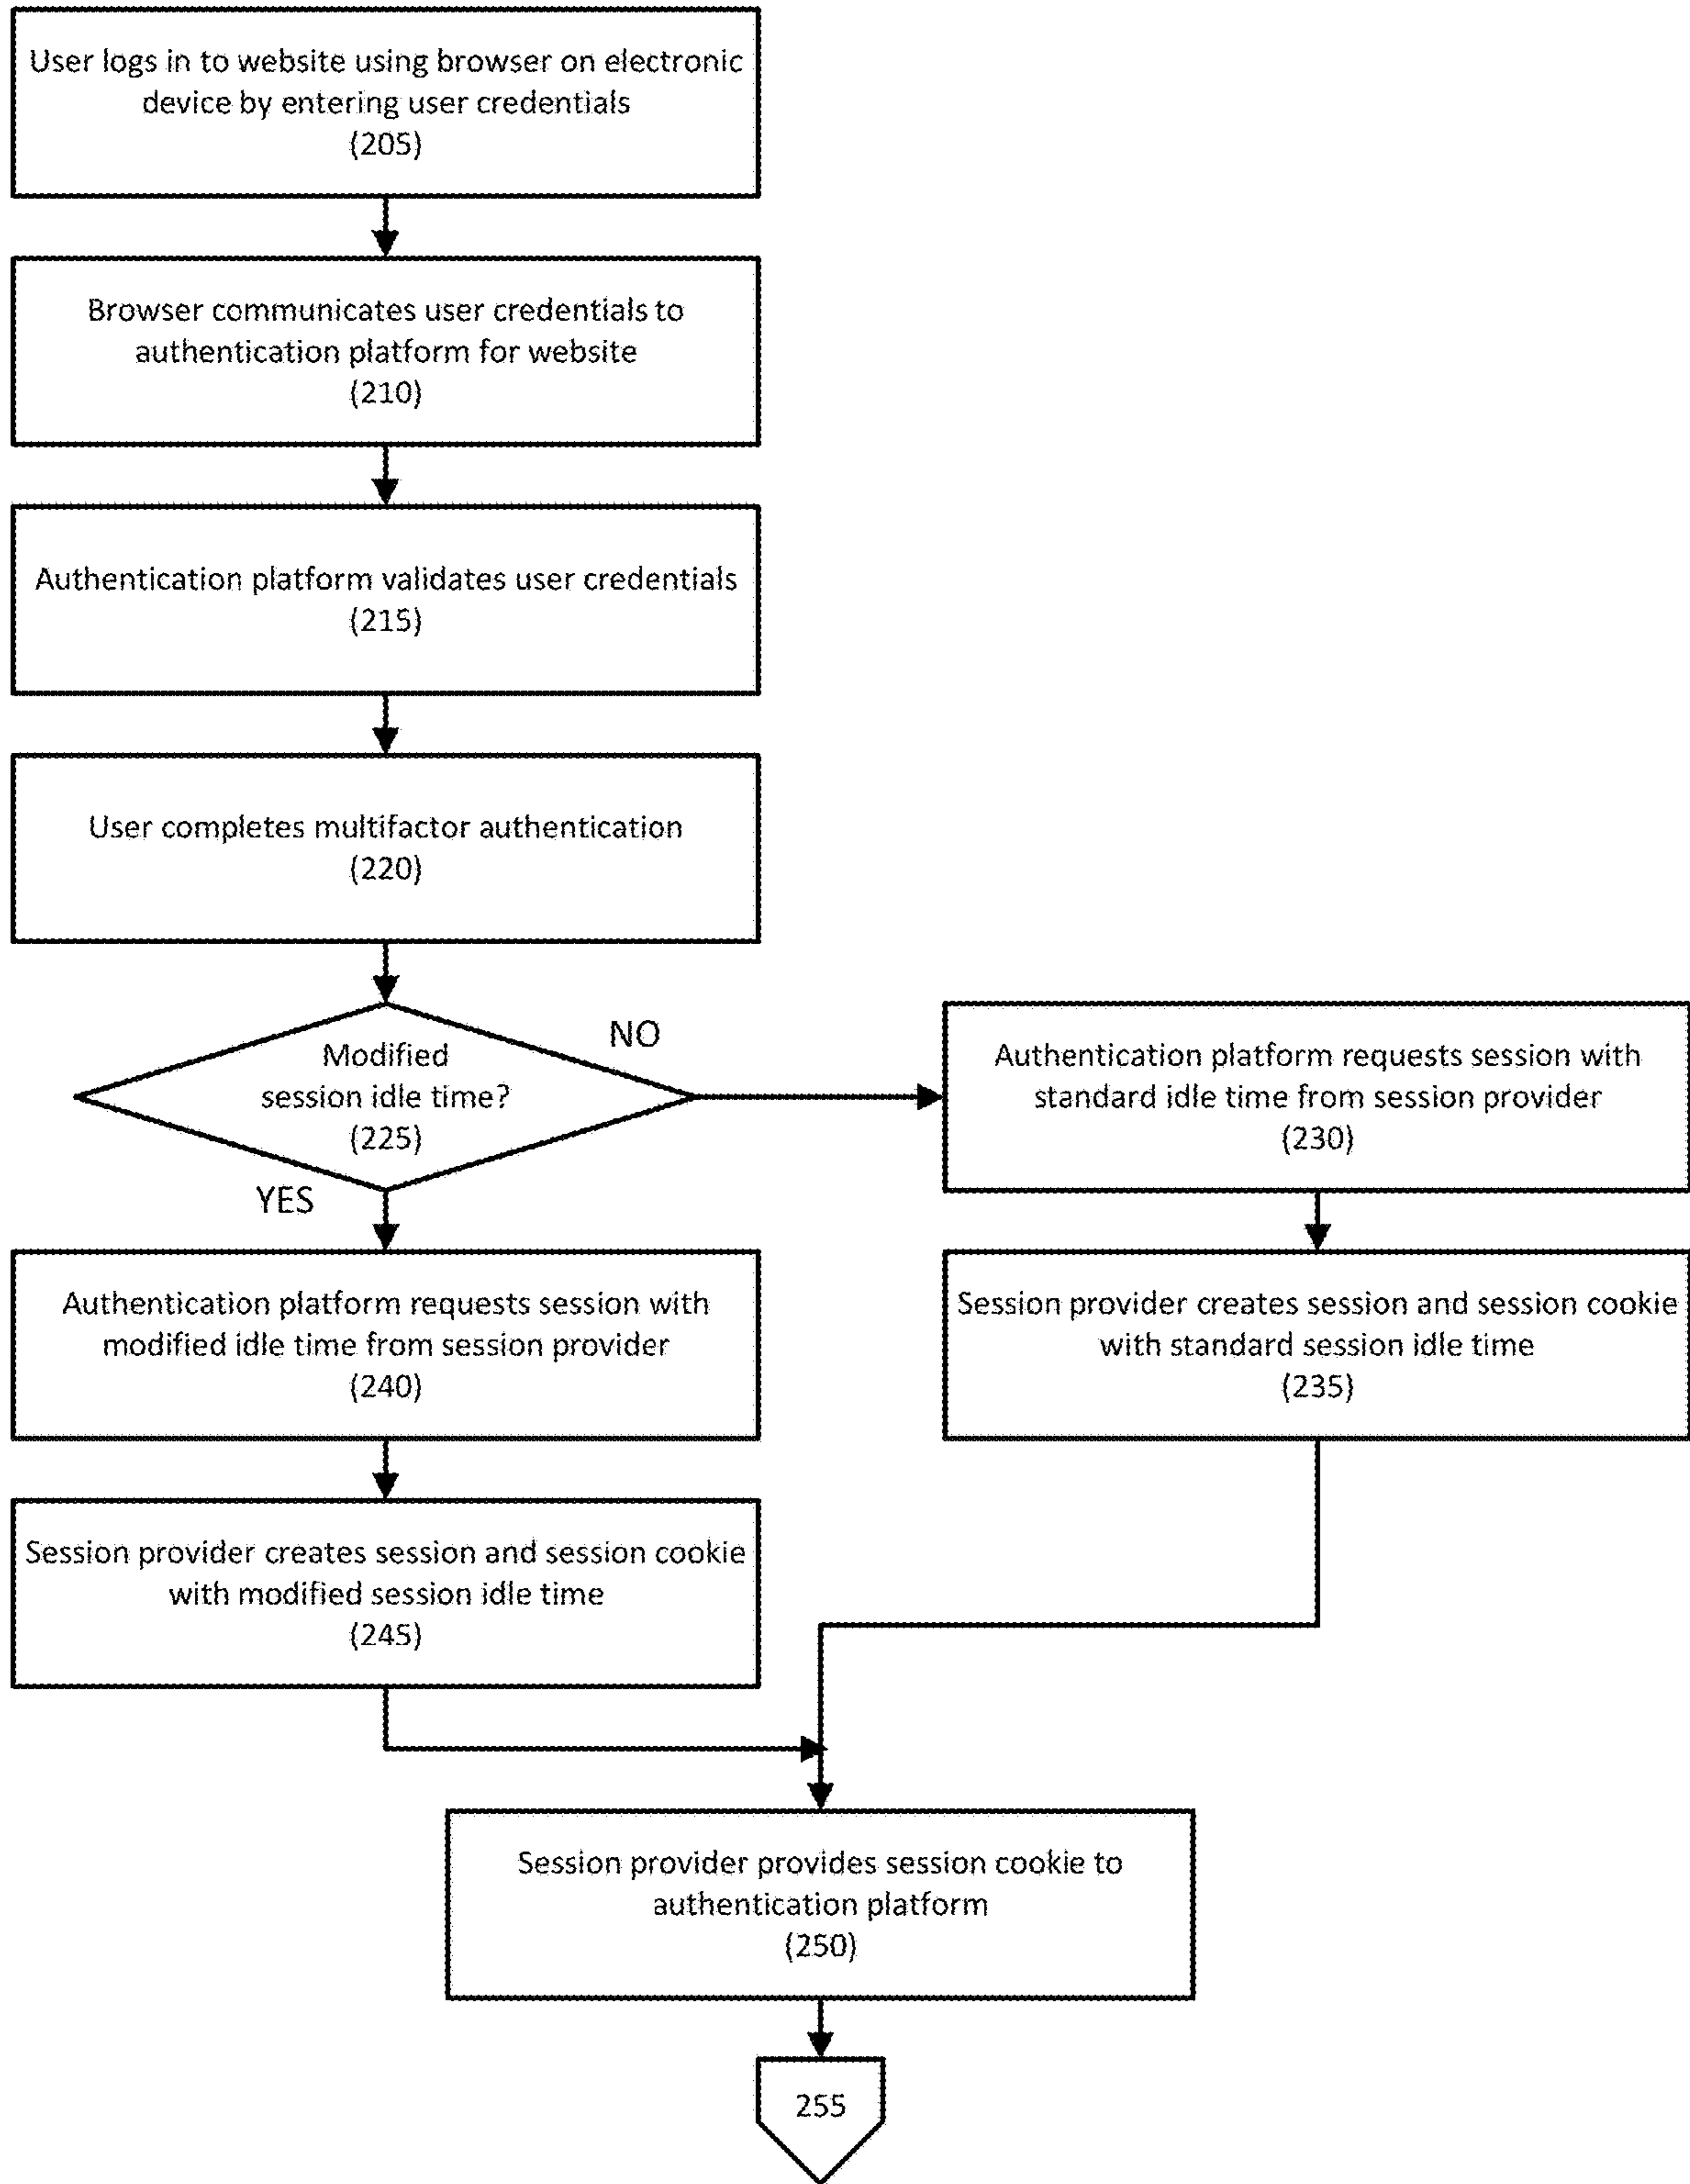 User logs in to website using browser on electronic
device by entering user credentials
(205)
Browser communicates user credentials to
authentication platform for website
(210)
Authentication platform validates user credentials
(215)
User completes multifactor authentication
(220)
Modified
session idle time?
(225)
NO
YES
Authentication platform requests session with
standard idle time from session provider
(230)
Session provider creates session and session cookie
with standard session idle time
(235)
Authentication platform requests session with
modified idle time from session provider
(240)
Session provider creates session and session cookie
with modified session idle time
(245)
Session provider provides session cookie to
authentication platform
(250)
255